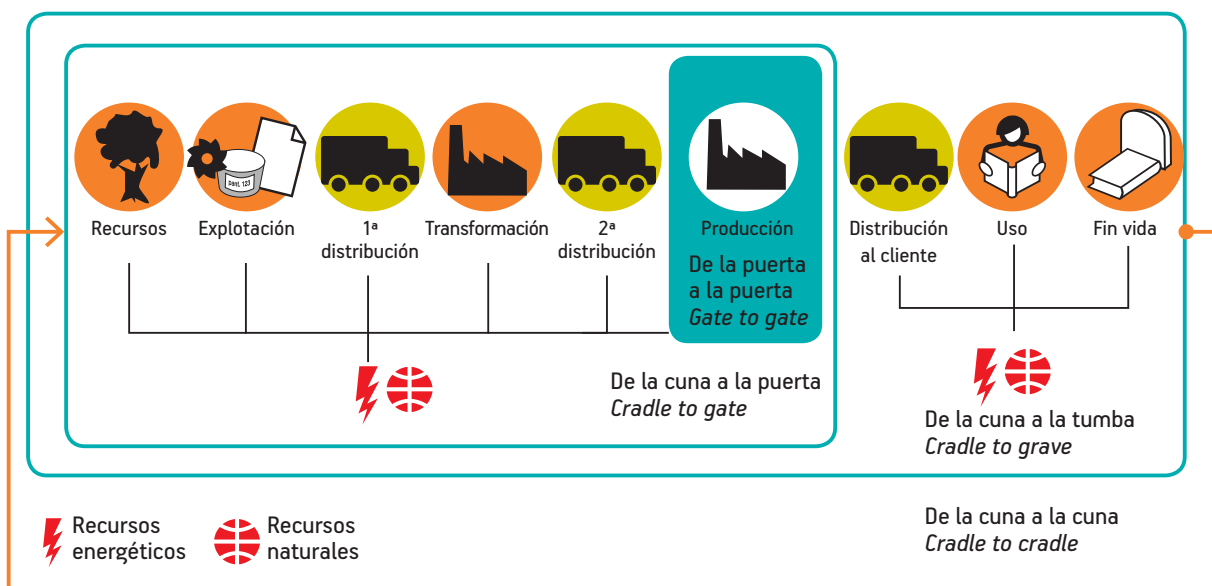 cent. 123
Recursos
Explotación
1ª
distribución
Transformación
2ª
distribución
Producción
De la puerta
a la puerta
Gate to gate
Distribución
al cliente
Uso
Fin vida
De la cuna a la puerta
Cradle to gate
De la cuna a la tumba
Cradle to grave
Recursos
energéticos
Recursos
naturales
De la cuna a la cuna
Cradle to cradle